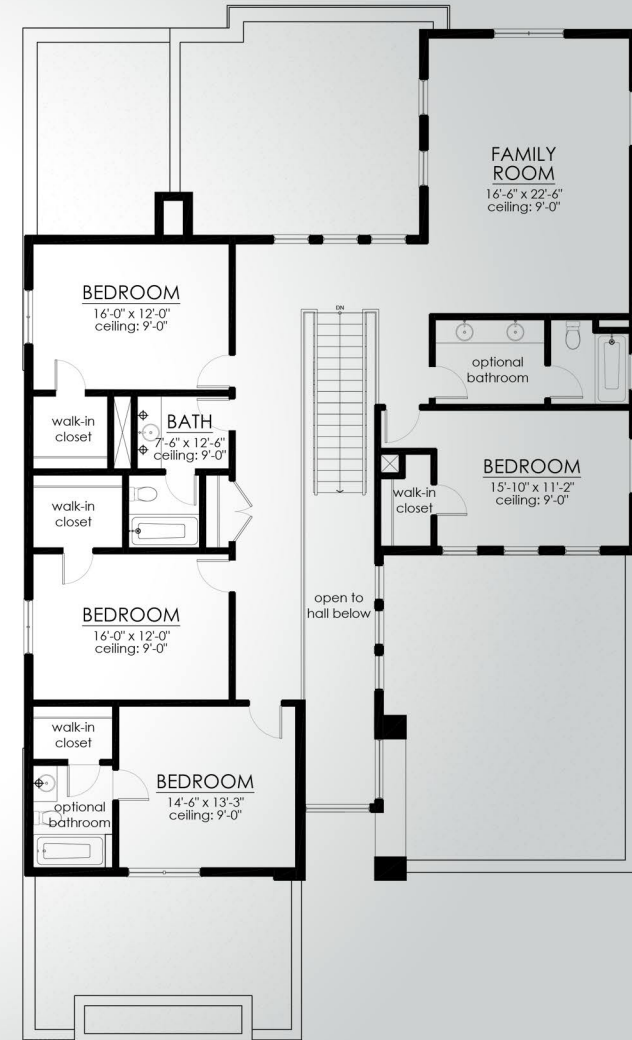 FAMILY
ROOM
16'-6" x 22'-6"
ceiling: 9'-0"
BEDROOM
16'-0" x 12'-0"
ceiling: 9'-0"
DN
optional
bathroom
walk-in
closet
BATH
7'-6" x 12'-6"
ceiling: 9'-0"
BEDROOM
15'-10" x 11'-2"
ceiling: 9'-0"
walk-in
closet
walk-in
closet
open to
hall below
BEDROOM
16'-0" x 12'-0"
ceiling: 9'-0"
walk-in
closet
BEDROOM
14'-6" x 13'-3"
ceiling: 9'-0"
optional
bathroom